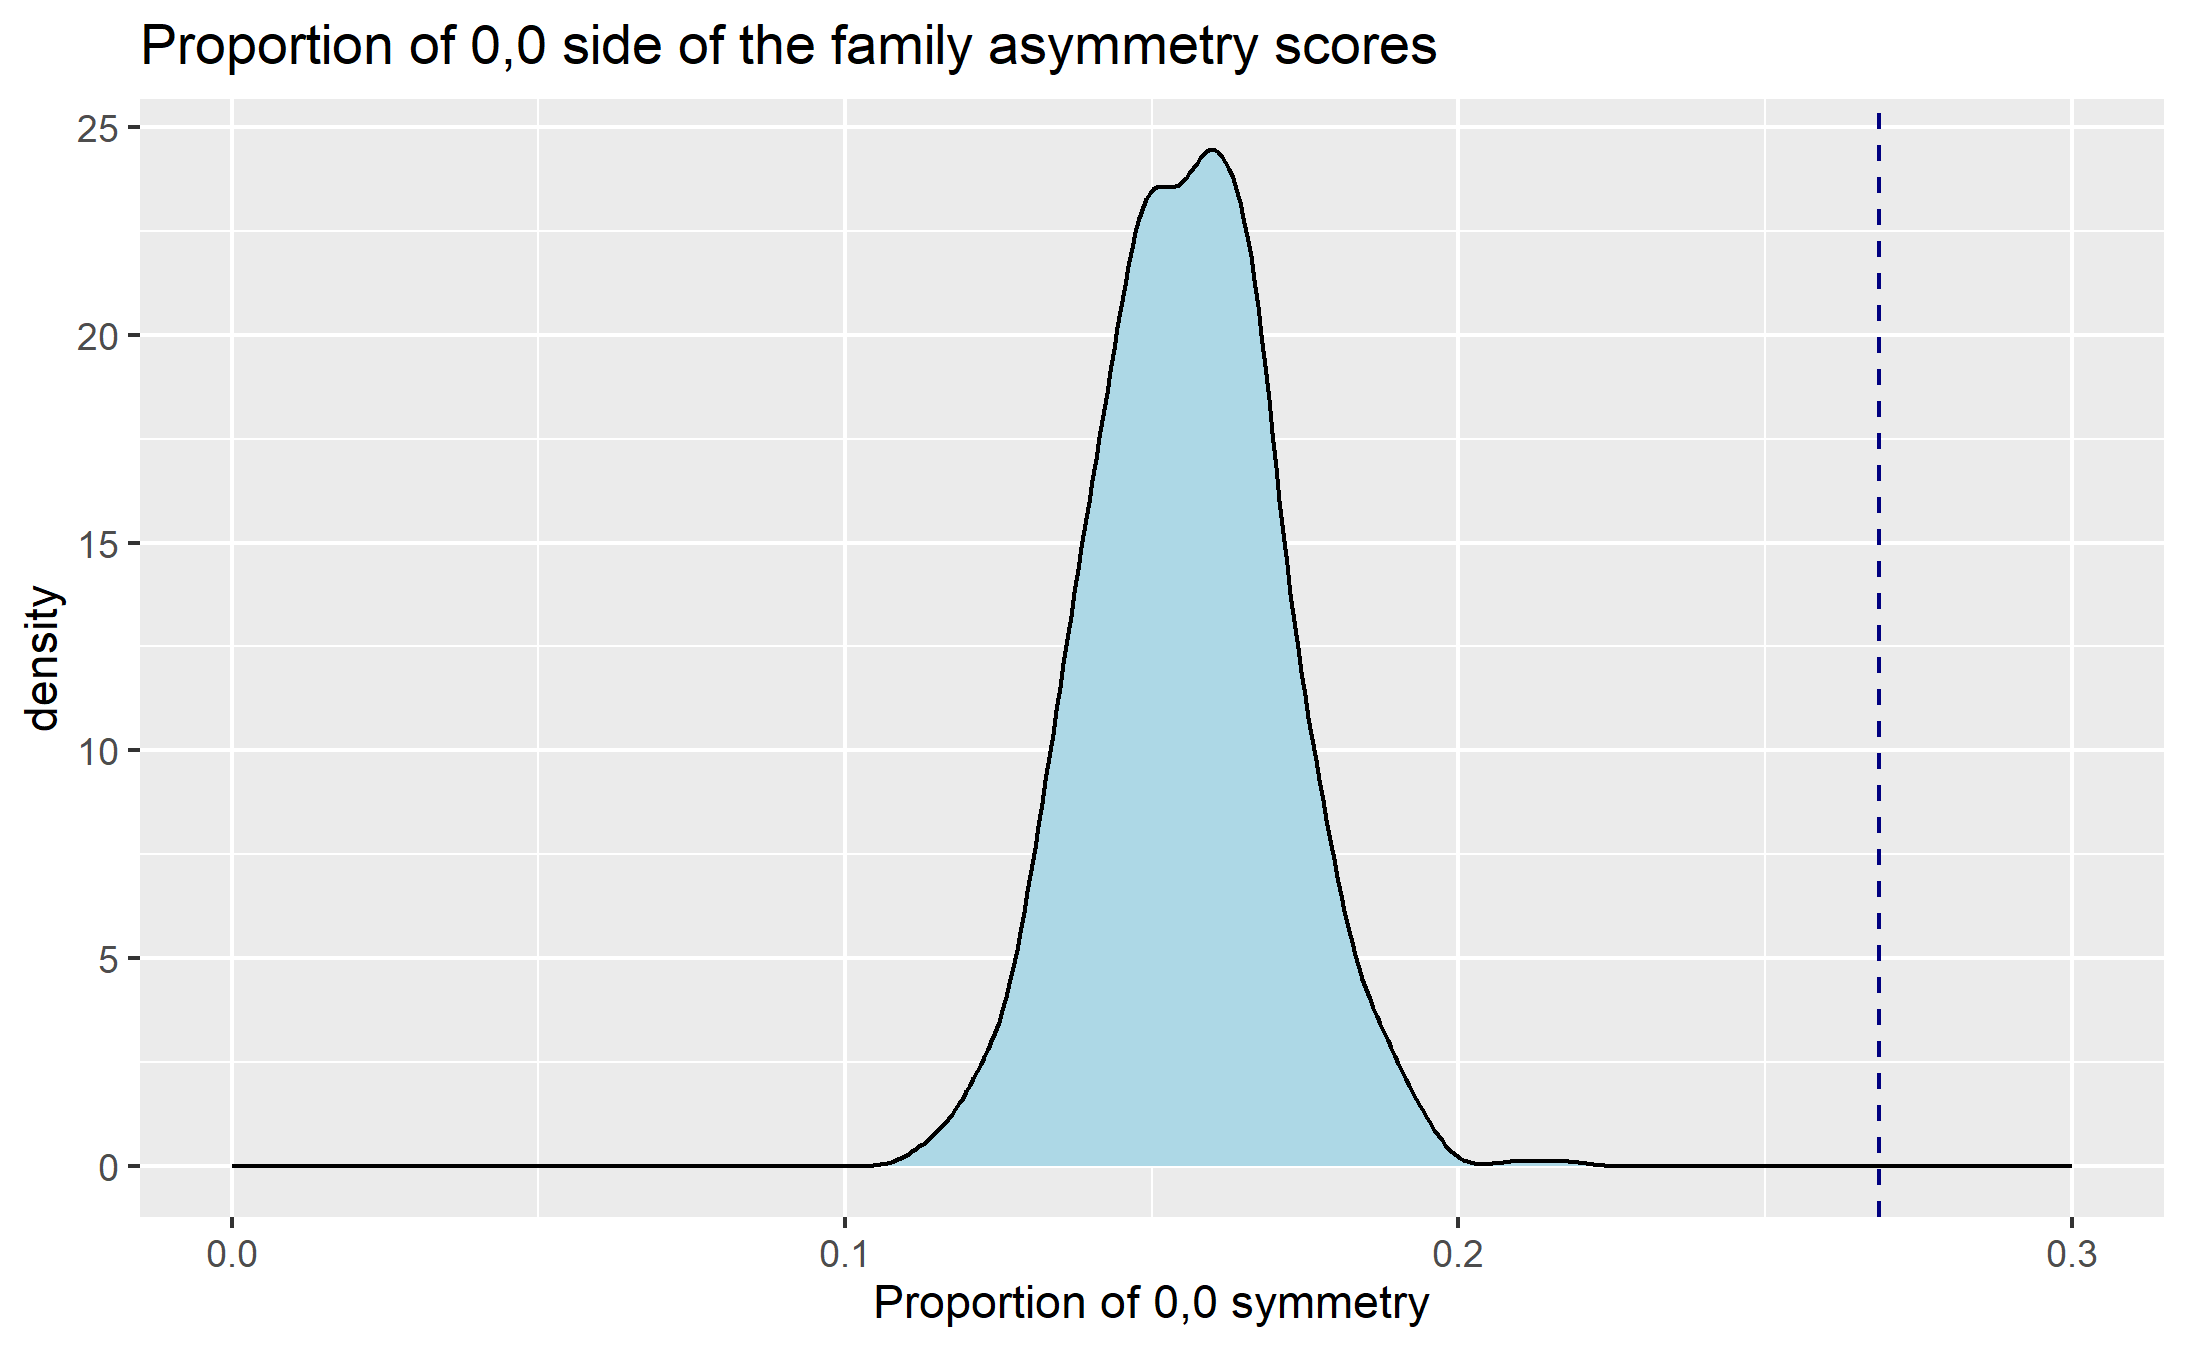 Proportion of 0,0 side of the family asymmetry scores
25
20
15
10
5
0
density
0.0 0.1 0.2 0.3
Proportion of 0,0 symmetry